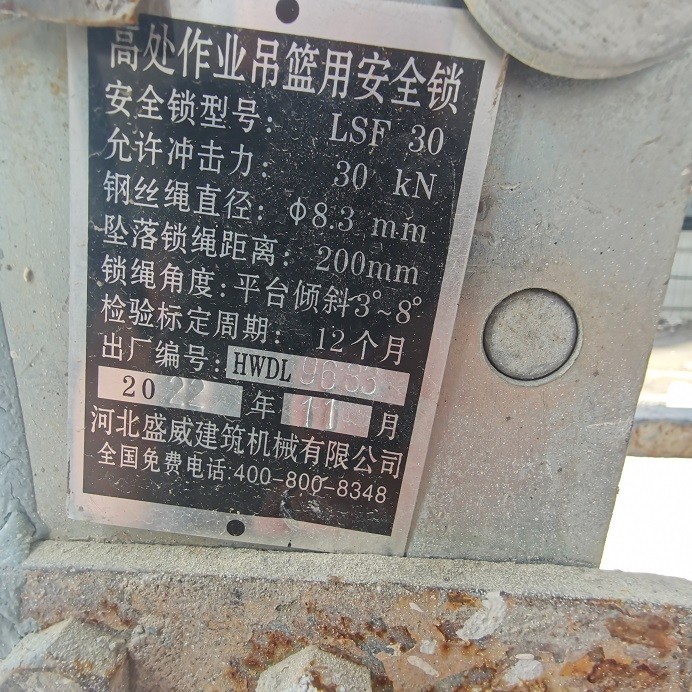 高处作业吊篮用安全锁
安全锁型号: LSF 30
允许冲击力: 30 kN
钢丝绳直径: Φ8.3 mm
坠落锁绳距离: 200mm
锁绳角度: 平台倾斜3°~8°
检验标定周期: 12个月
出厂编号: HWDL 9633
2022 年 11 月
河北盛威建筑机械有限公司
全国免费电话:400-800-8348